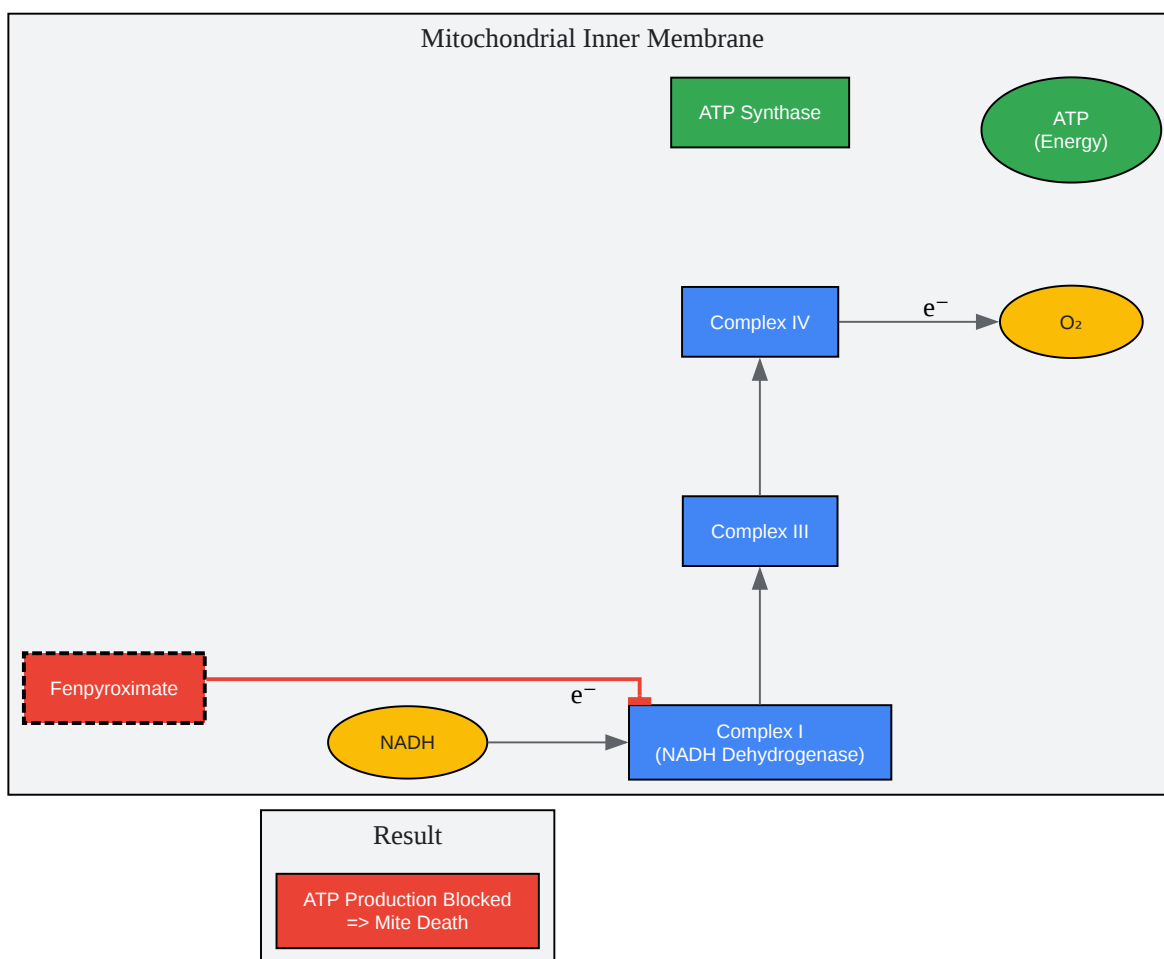 Mitochondrial Inner Membrane
ATP Synthase
ATP
(Energy)
Complex IV
e⁻
O₂
Complex III
Fenpyroximate
e⁻
NADH
Complex I
(NADH Dehydrogenase)
Result
ATP Production Blocked
=> Mite Death